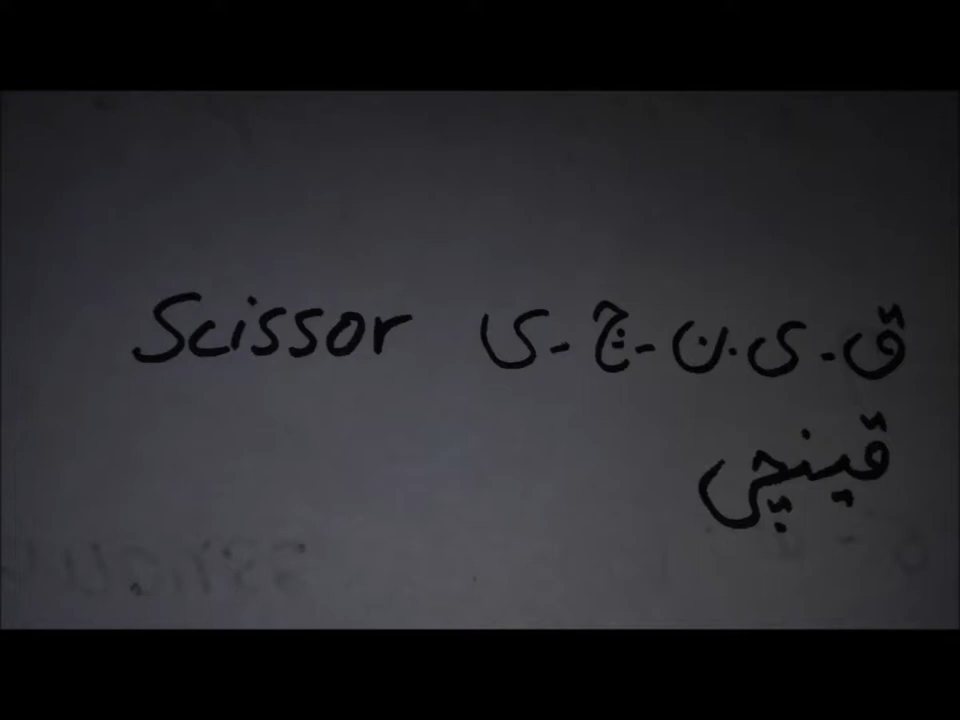 Scissor ق - ی - ن - چ - ی
قینچی